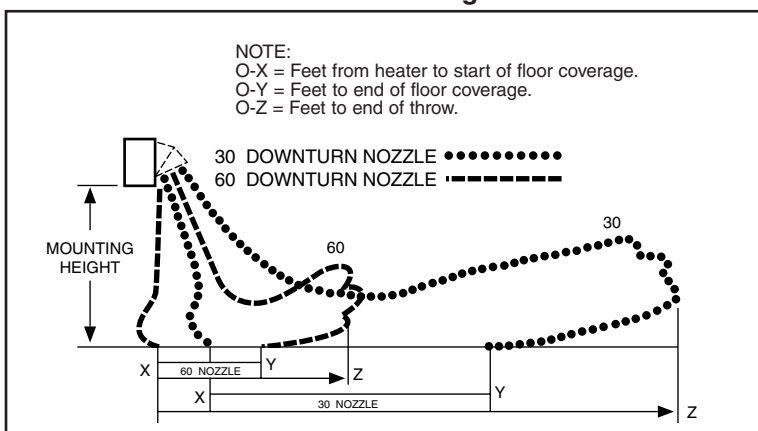 NOTE:
O-X = Feet from heater to start of floor coverage.
O-Y = Feet to end of floor coverage.
O-Z = Feet to end of throw.
30 DOWNTURN NOZZLE
60 DOWNTURN NOZZLE
30
60
MOUNTING
HEIGHT
X
60 NOZZLE
Y
Z
X
30 NOZZLE
Y
Z